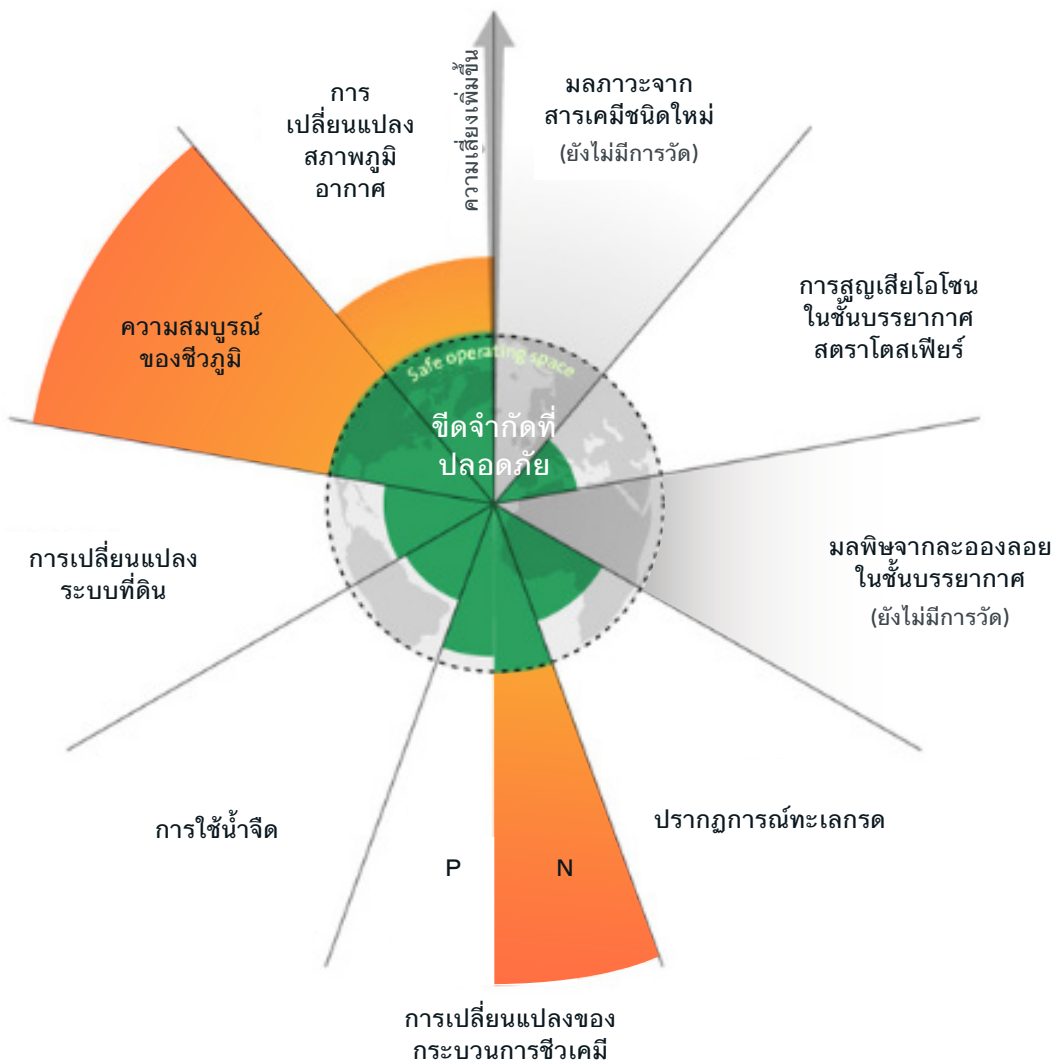 การ
เปลี่ยนแปลง
สภาพภูมิ
อากาศ
ความเสี่ยงเพิ่มขึ้น
มลภาวะจาก
สารเคมีชนิดใหม่
(ยังไม่มีการวัด)
การสูญเสียโอโซน
ในชั้นบรรยากาศ
สตราโตสเฟียร์
ความสมบูรณ์
ของชีวภูมิ
Safe operating space
ขีดจำกัดที่
ปลอดภัย
การเปลี่ยนแปลง
ระบบที่ดิน
มลพิษจากละอองลอย
ในชั้นบรรยากาศ
(ยังไม่มีการวัด)
การใช้น้ำจืด
ปรากฏการณ์ทะเลกรด
P
N
การเปลี่ยนแปลงของ
กระบวนการชีวเคมี